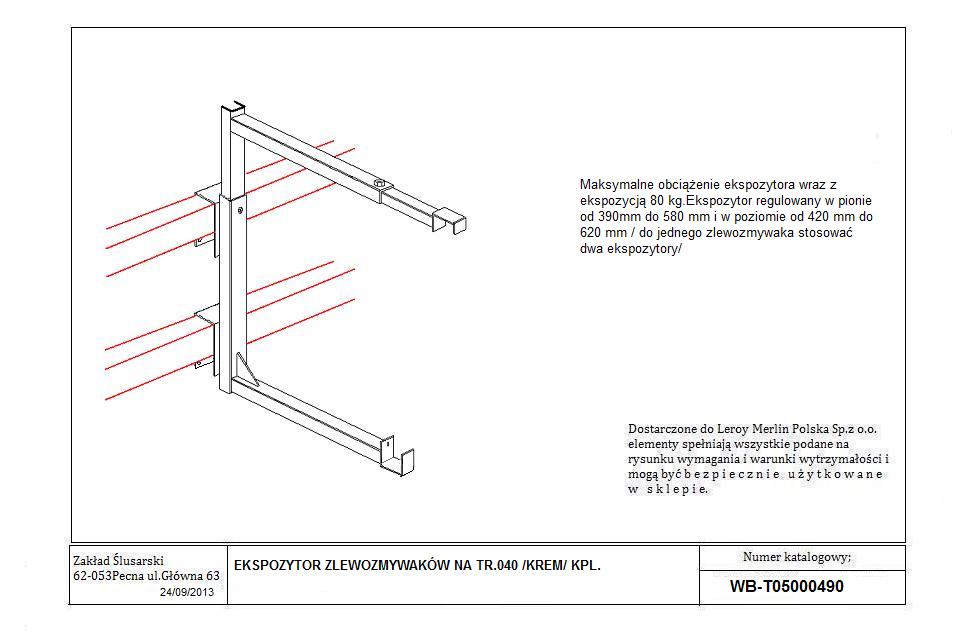 Maksymalne obciążenie ekspozytora wraz z
ekspozycją 80 kg.Ekspozytor regulowany w pionie
od 390mm do 580 mm i w poziomie od 420 mm do
620 mm / do jednego zlewozmywaka stosować
dwa ekspozytory/
Dostarczone do Leroy Merlin Polska Sp.z o.o.
elementy spełniają wszystkie podane na
rysunku wymagania i warunki wytrzymałości i
mogą być b e z p i e c z n i e u ż y t k o w a n e
w s k l e p i e.
Zakład Ślusarski
62-053Pecna ul.Główna 63
24/09/2013
EKSPOZYTOR ZLEWOZMYWAKÓW NA TR.040 /KREM/ KPL.
Numer katalogowy;
WB-T05000490